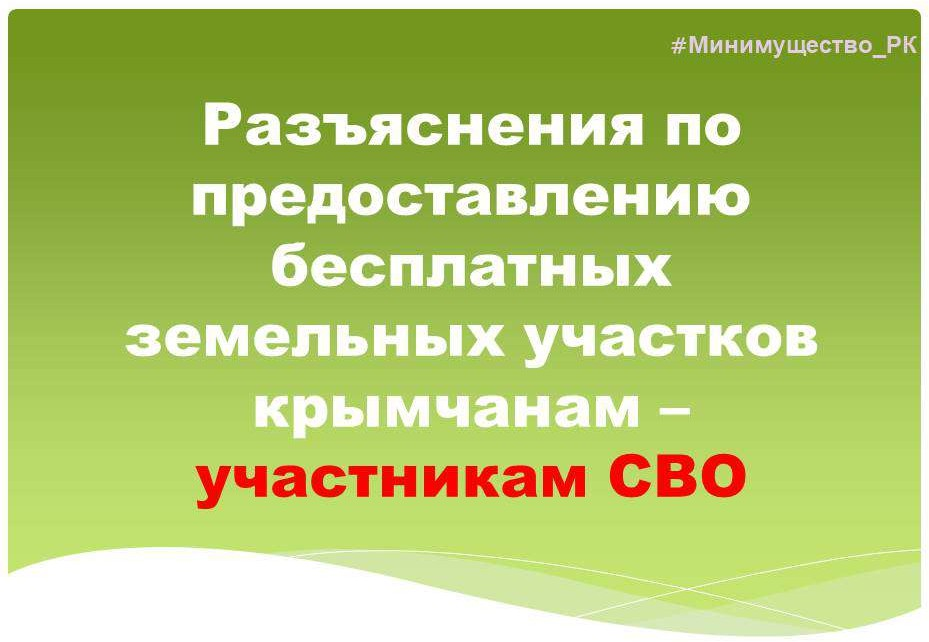 #Минимущество_РК
Разъяснения по
предоставлению
бесплатных
земельных участков
крымчанам –
участникам СВО